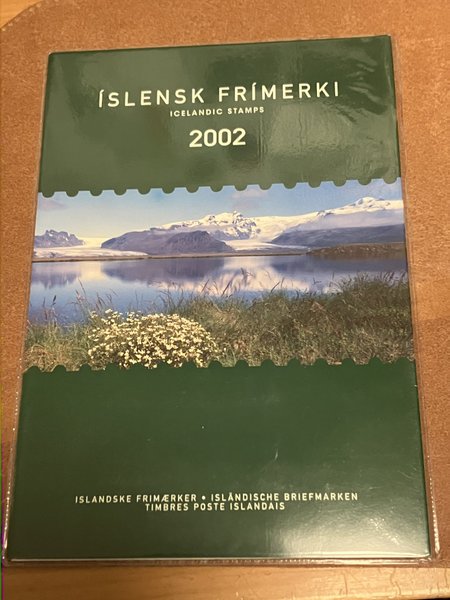 ÍSLENSK FRÍMERKI
ICELANDIC STAMPS
2002
ISLANDSKE FRIMÆRKER • ISLÄNDISCHE BRIEFMARKEN
TIMBRES POSTE ISLANDAIS